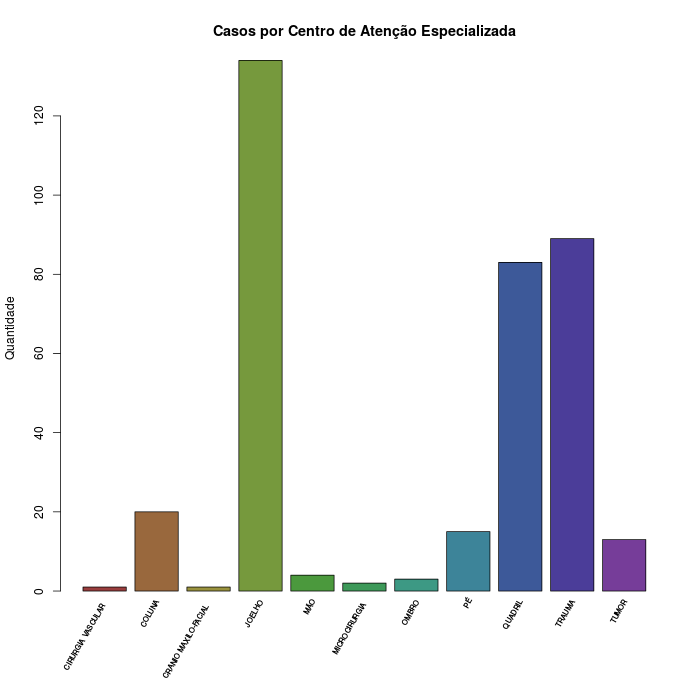 Casos por Centro de Atenção Especializada
Quantidade
120
100
80
60
40
20
0
CIRURGIA VASCULAR
COLUNA
CRANIO MAXILO-FACIAL
JOELHO
MÃO
MICROCIRURGIA
OMBRO
PÉ
QUADRIL
TRAUMA
TUMOR